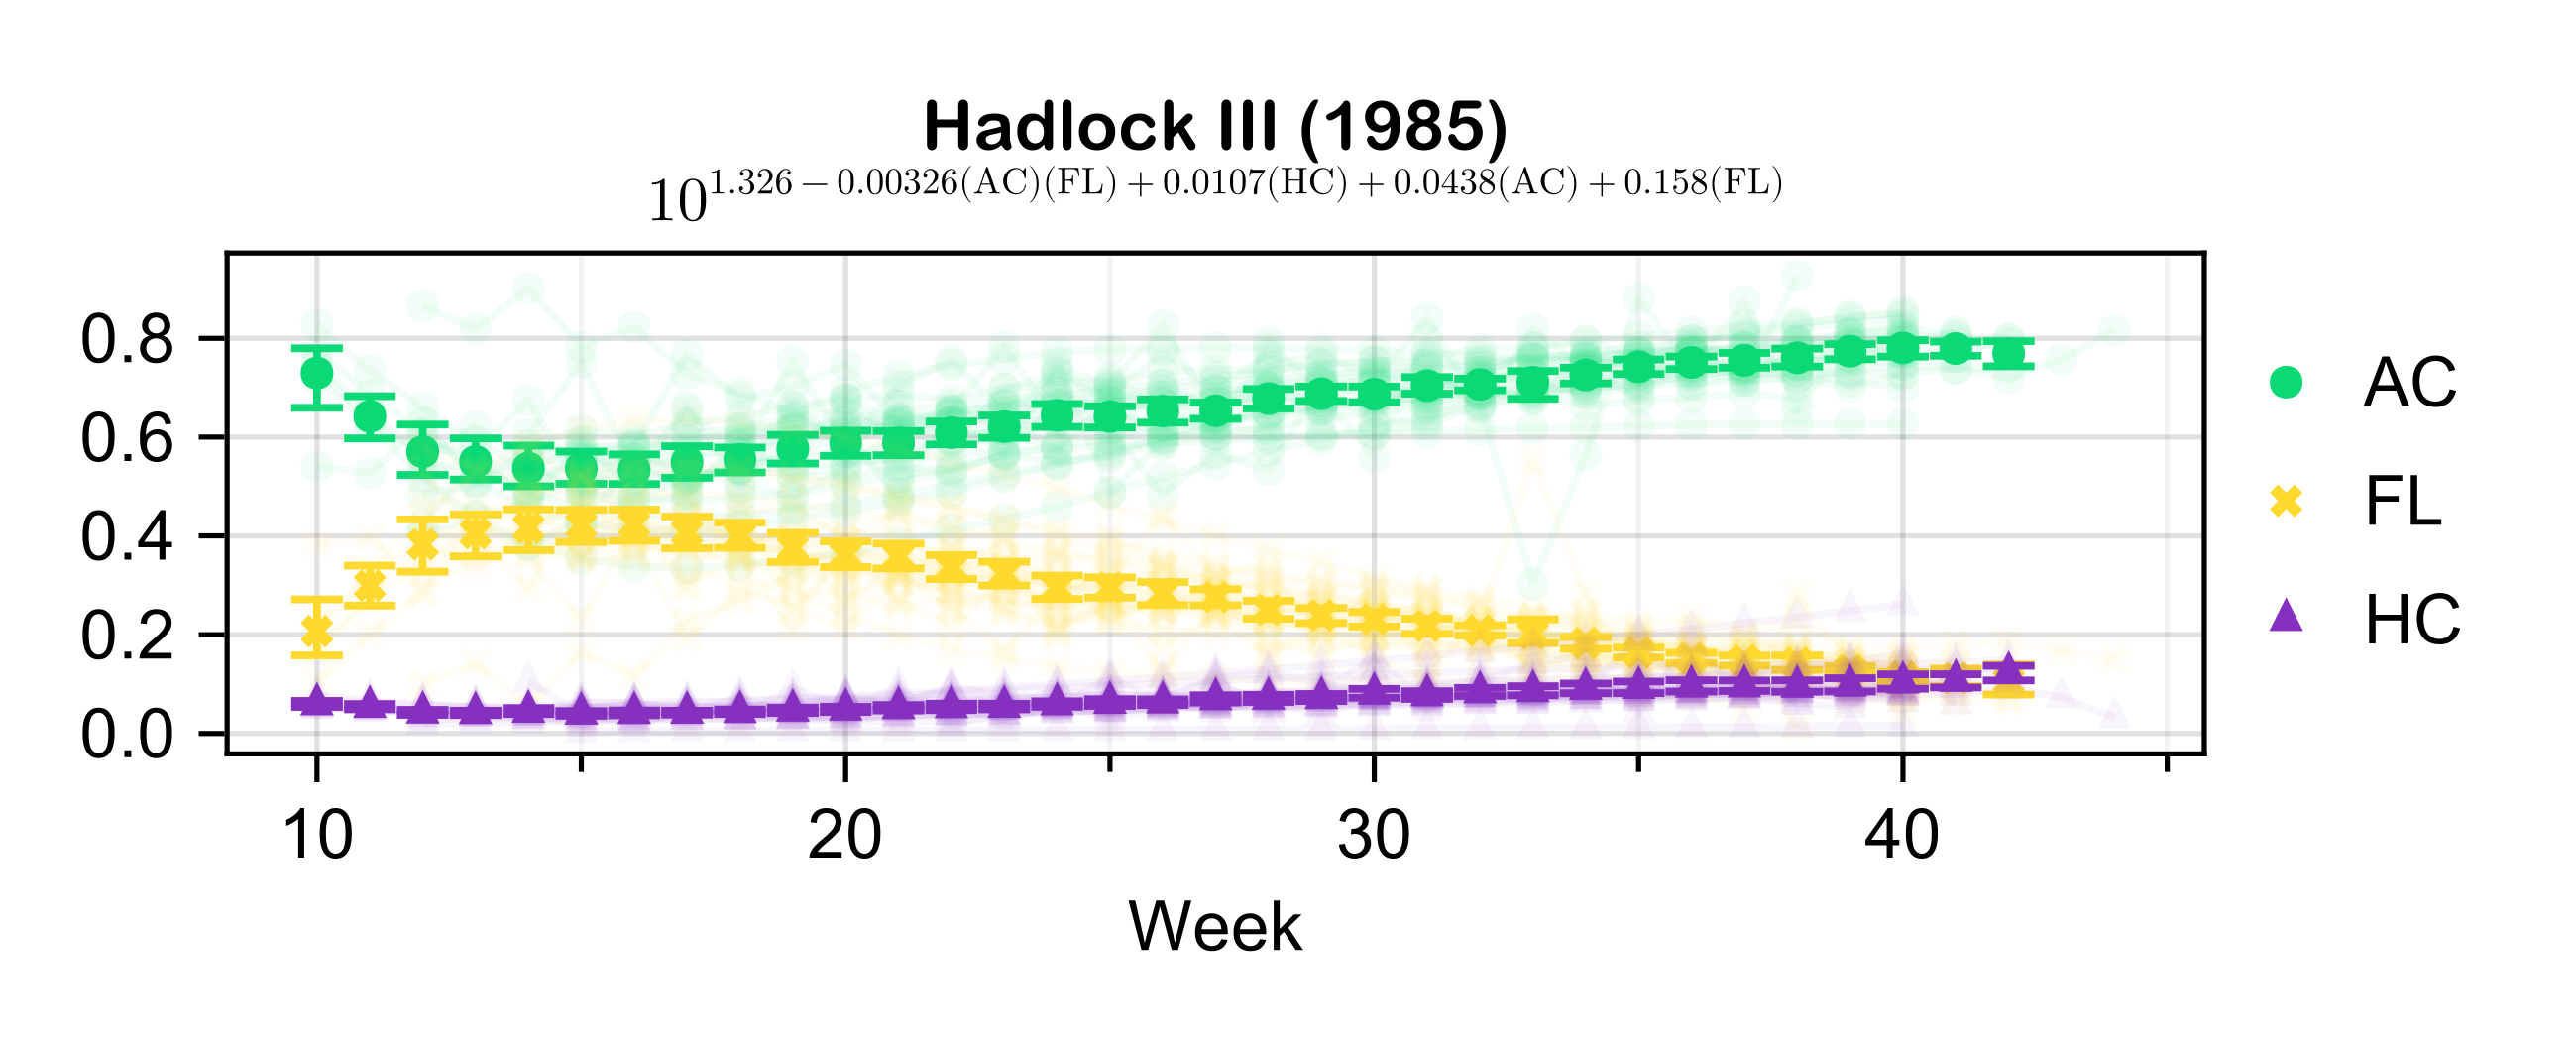 Hadlock III (1985)
10^{1.326 − 0.00326(AC)(FL) + 0.0107(HC) + 0.0438(AC) + 0.158(FL)}
0.8
0.6
0.4
0.2
0.0
10 20 30 40
Week
AC
FL
HC